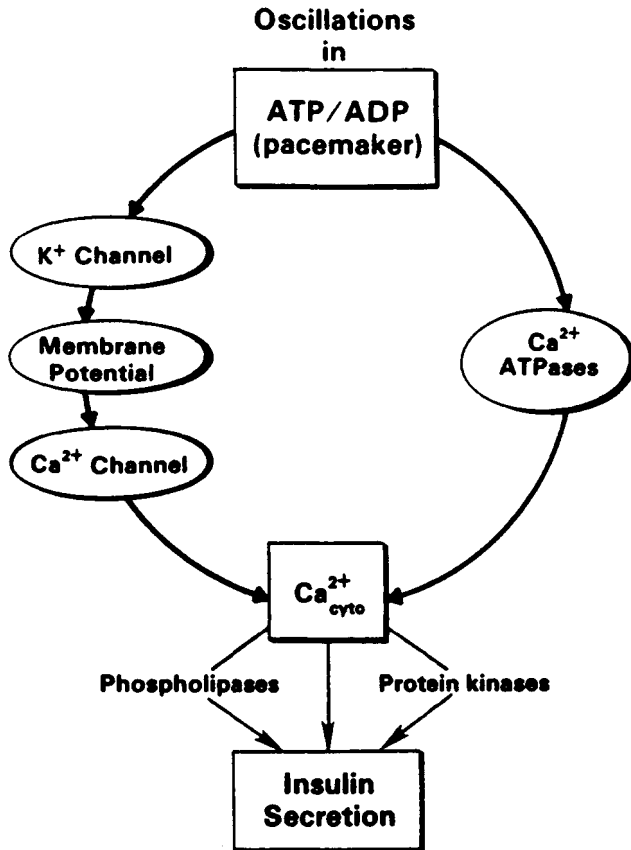 Oscillations
in
ATP/ADP
(pacemaker)
K⁺ Channel
Membrane
Potential
Ca²⁺ Channel
Ca²⁺
ATPases
Ca²⁺cyto
Phospholipases
Protein kinases
Insulin
Secretion